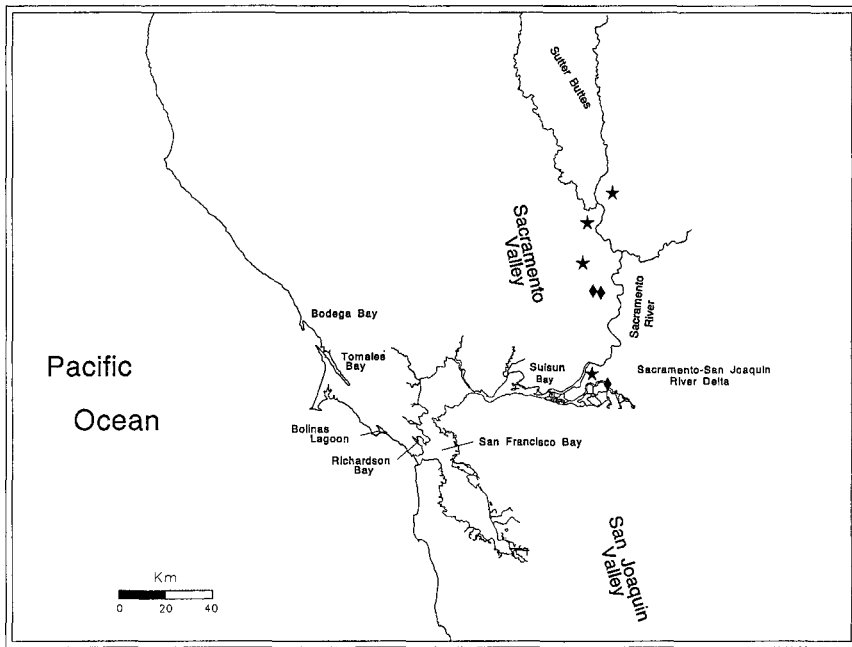 Sutter Buttes
Sacramento
Valley
Sacramento
River
Bodega Bay
Tomales
Bay
Suisun
Bay
Sacramento-San Joaquin
River Delta
Pacific
Ocean
Bolinas
Lagoon
San Francisco Bay
Richardson
Bay
San Joaquin
Valley
Km
0 20 40